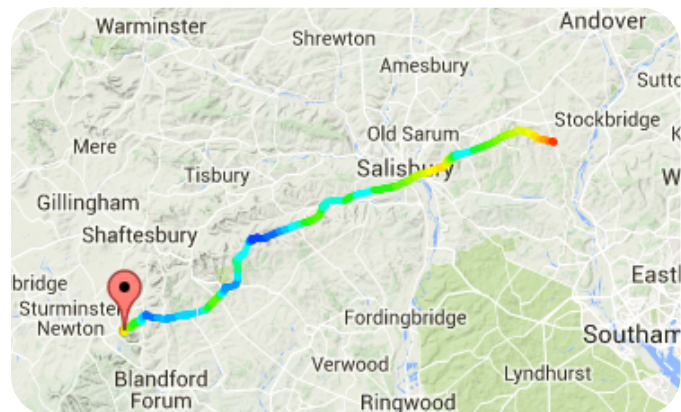 Andover
Warminster
Shrewton
Amesbury
Sutto
Stockbridge
Old Sarum
K
Mere
Salisbury
Tisbury
W
Gillingham
Shaftesbury
bridge
Eastl
Sturminster
Newton
Fordingbridge
Southam
Verwood
Lyndhurst
Blandford
Forum
Ringwood